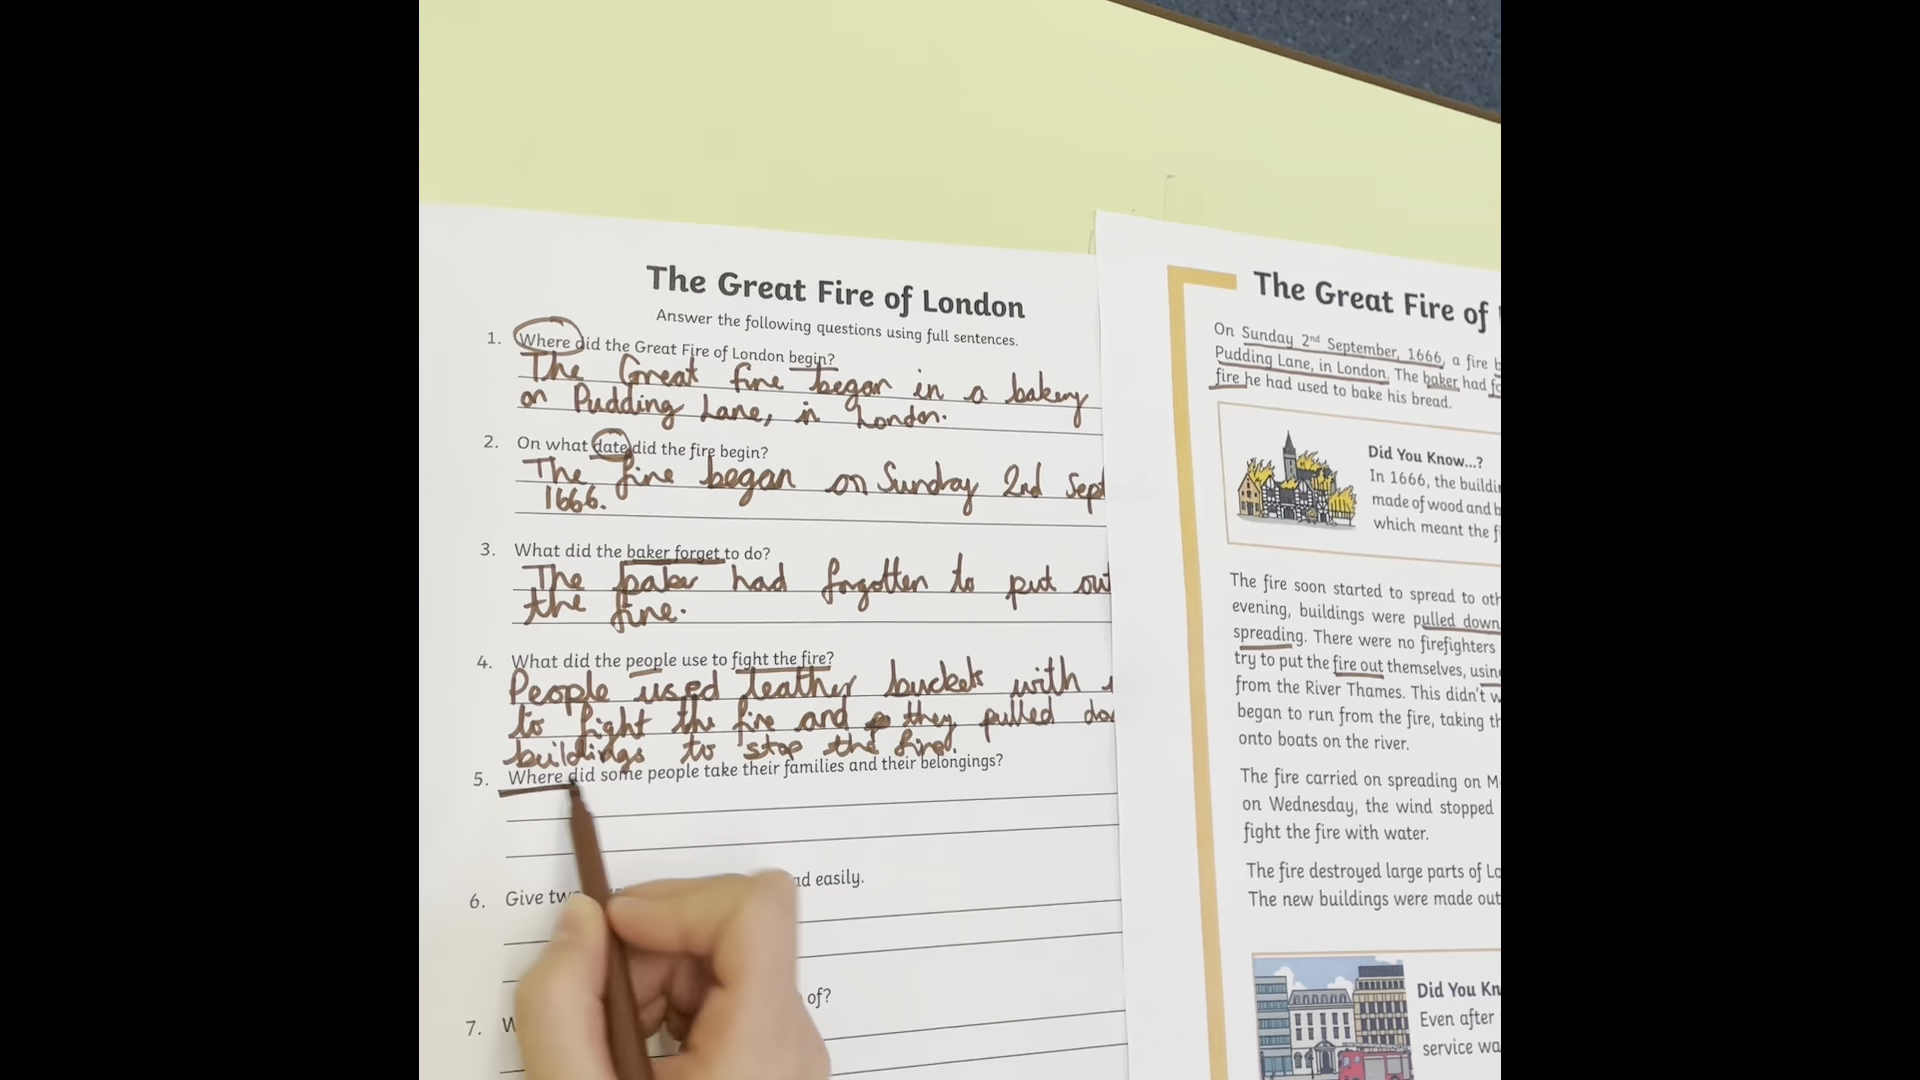 The Great Fire of London
Answer the following questions using full sentences.
1. Where did the Great Fire of London begin?
The Great fire began in a bakery
on Pudding Lane, in London.
2. On what date did the fire begin?
The fire began on Sunday 2nd Sept
1666.
3. What did the baker forget to do?
The baker had forgotten to put out
the fire.
4. What did the people use to fight the fire?
People used leather buckets with
to fight the fire and they pulled
buildings to stop the fire.
5. Where did some people take their families and their belongings?
6. Give easily.
7. of?
The Great Fire of
On Sunday 2nd September, 1666, a fire
Pudding Lane, in London. The baker had
fire he had used to bake his bread.
Did You Know...?
In 1666, the
made of wood and
which meant the
The fire soon started to spread to
evening, buildings were pulled down
spreading. There were no firefighters
try to put the fire out themselves,
from the River Thames. This didn't
began to run from the fire, taking
onto boats on the river.
The fire carried on spreading on
on Wednesday, the wind stopped
fight the fire with water.
The fire destroyed large parts of
The new buildings were made out
Did You
Even after
service